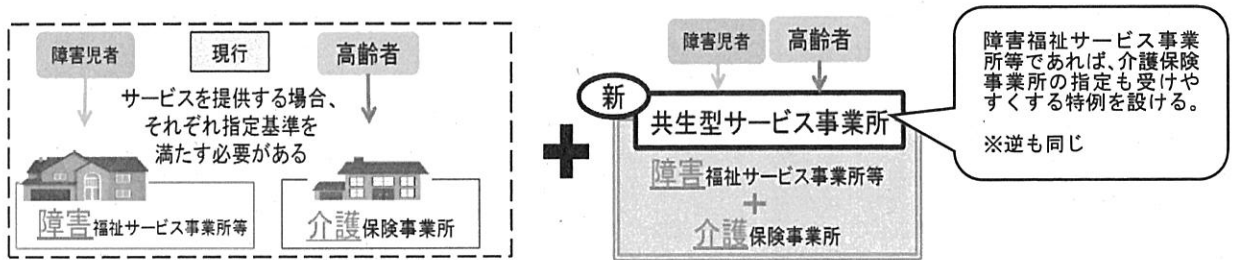 障害児者
現行
高齢者
サービスを提供する場合、
それぞれ指定基準を
満たす必要がある
障害福祉サービス事業所等
介護保険事業所
+
障害児者
高齢者
新
共生型サービス事業所
障害福祉サービス事業所等
+
介護保険事業所
障害福祉サービス事業
所等であれば、介護保険
事業所の指定も受けや
すくする特例を設ける。
※逆も同じ